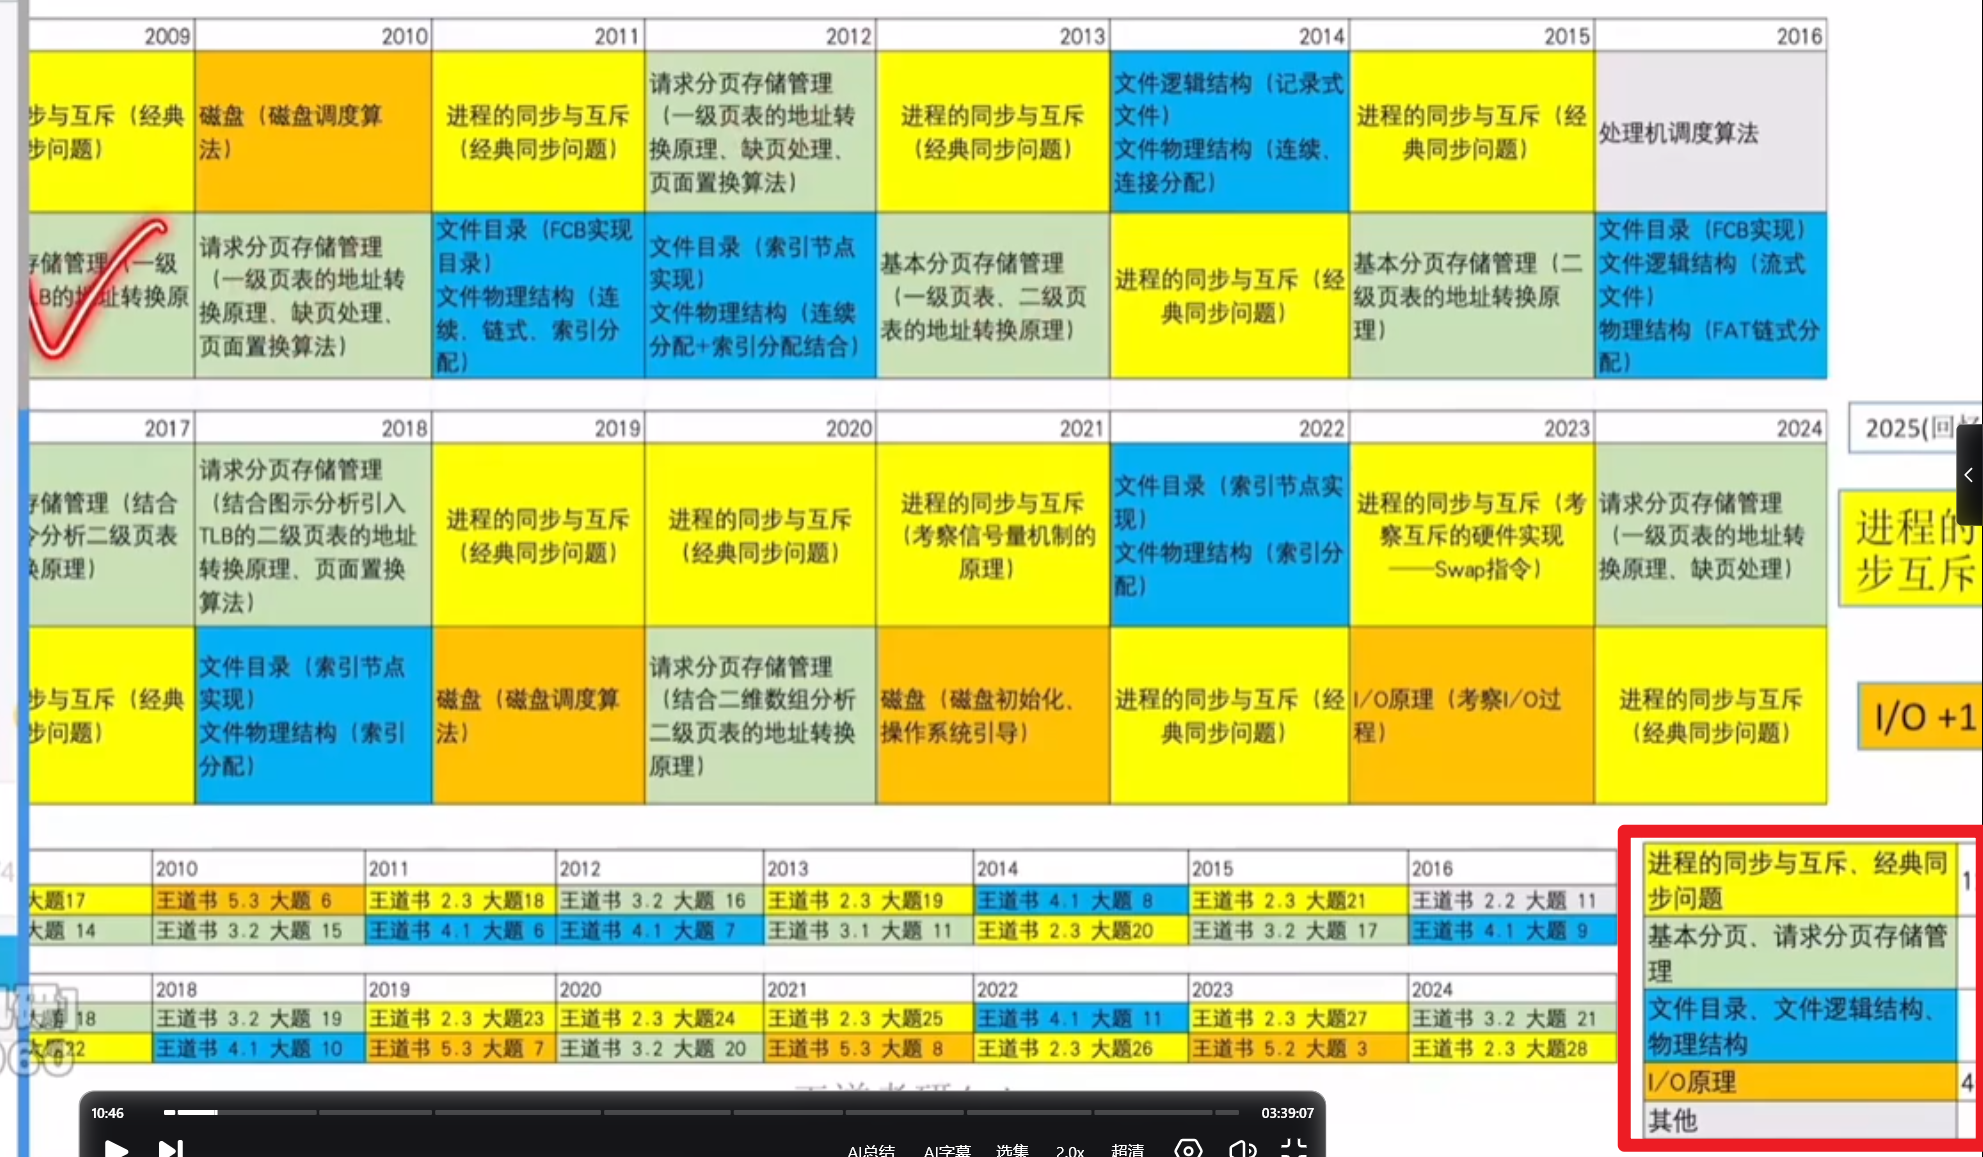 2009 2010 2011 2012 2013 2014 2015 2016
步与互斥（经典
步问题）
磁盘（磁盘调度算
法）
进程的同步与互斥
（经典同步问题）
请求分页存储管理
（一级页表的地址转
换原理、缺页处理、
页面置换算法）
进程的同步与互斥
（经典同步问题）
文件逻辑结构（记录式
文件）
文件物理结构（连续、
连接分配）
进程的同步与互斥（经
典同步问题）
处理机调度算法
存储管理（一级
LB的地址转换原
请求分页存储管理
（一级页表的地址转
换原理、缺页处理、
页面置换算法）
文件目录（FCB实现
目录）
文件物理结构（连
续、链式、索引分
配）
文件目录（索引节点
实现）
文件物理结构（连续
分配+索引分配结合）
基本分页存储管理
（一级页表、二级页
表的地址转换原理）
进程的同步与互斥（经
典同步问题）
基本分页存储管理（二
级页表的地址转换原
理）
文件目录（FCB实现）
文件逻辑结构（流式
文件）
物理结构（FAT链式分
配）
2017 2018 2019 2020 2021 2022 2023 2024
2025(回
存储管理（结合
令分析二级页表
换原理）
请求分页存储管理
（结合图示分析引入
TLB的二级页表的地址
转换原理、页面置换
算法）
进程的同步与互斥
（经典同步问题）
进程的同步与互斥
（经典同步问题）
进程的同步与互斥
（考察信号量机制的
原理）
文件目录（索引节点实
现）
文件物理结构（索引分
配）
进程的同步与互斥（考
察互斥的硬件实现
——Swap指令）
请求分页存储管理
（一级页表的地址转
换原理、缺页处理）
进程的
步互斥
步与互斥（经典
步问题）
文件目录（索引节点
实现）
文件物理结构（索引
分配）
磁盘（磁盘调度算
法）
请求分页存储管理
（结合二维数组分析
二级页表的地址转换
原理）
磁盘（磁盘初始化、
操作系统引导）
进程的同步与互斥（经
典同步问题）
I/O原理（考察I/O过
程）
进程的同步与互斥
（经典同步问题）
I/O +1
2010 2011 2012 2013 2014 2015 2016
大题17 王道书 5.3 大题 6 王道书 2.3 大题18 王道书 3.2 大题 16 王道书 2.3 大题19 王道书 4.1 大题 8 王道书 2.3 大题21 王道书 2.2 大题 11
大题 14 王道书 3.2 大题 15 王道书 4.1 大题 6 王道书 4.1 大题 7 王道书 3.1 大题 11 王道书 2.3 大题20 王道书 3.2 大题 17 王道书 4.1 大题 9
2018 2019 2020 2021 2022 2023 2024
大题 18 王道书 3.2 大题 19 王道书 2.3 大题23 王道书 2.3 大题24 王道书 2.3 大题25 王道书 4.1 大题 11 王道书 2.3 大题27 王道书 3.2 大题 21
大题22 王道书 4.1 大题 10 王道书 5.3 大题 7 王道书 3.2 大题 20 王道书 5.3 大题 8 王道书 2.3 大题26 王道书 5.2 大题 3 王道书 2.3 大题28
进程的同步与互斥、经典同
步问题
1
基本分页、请求分页存储管
理
文件目录、文件逻辑结构、
物理结构
I/O原理 4
其他
10:46 03:39:07
AI总结 AI字幕 选集 2.0x 超清